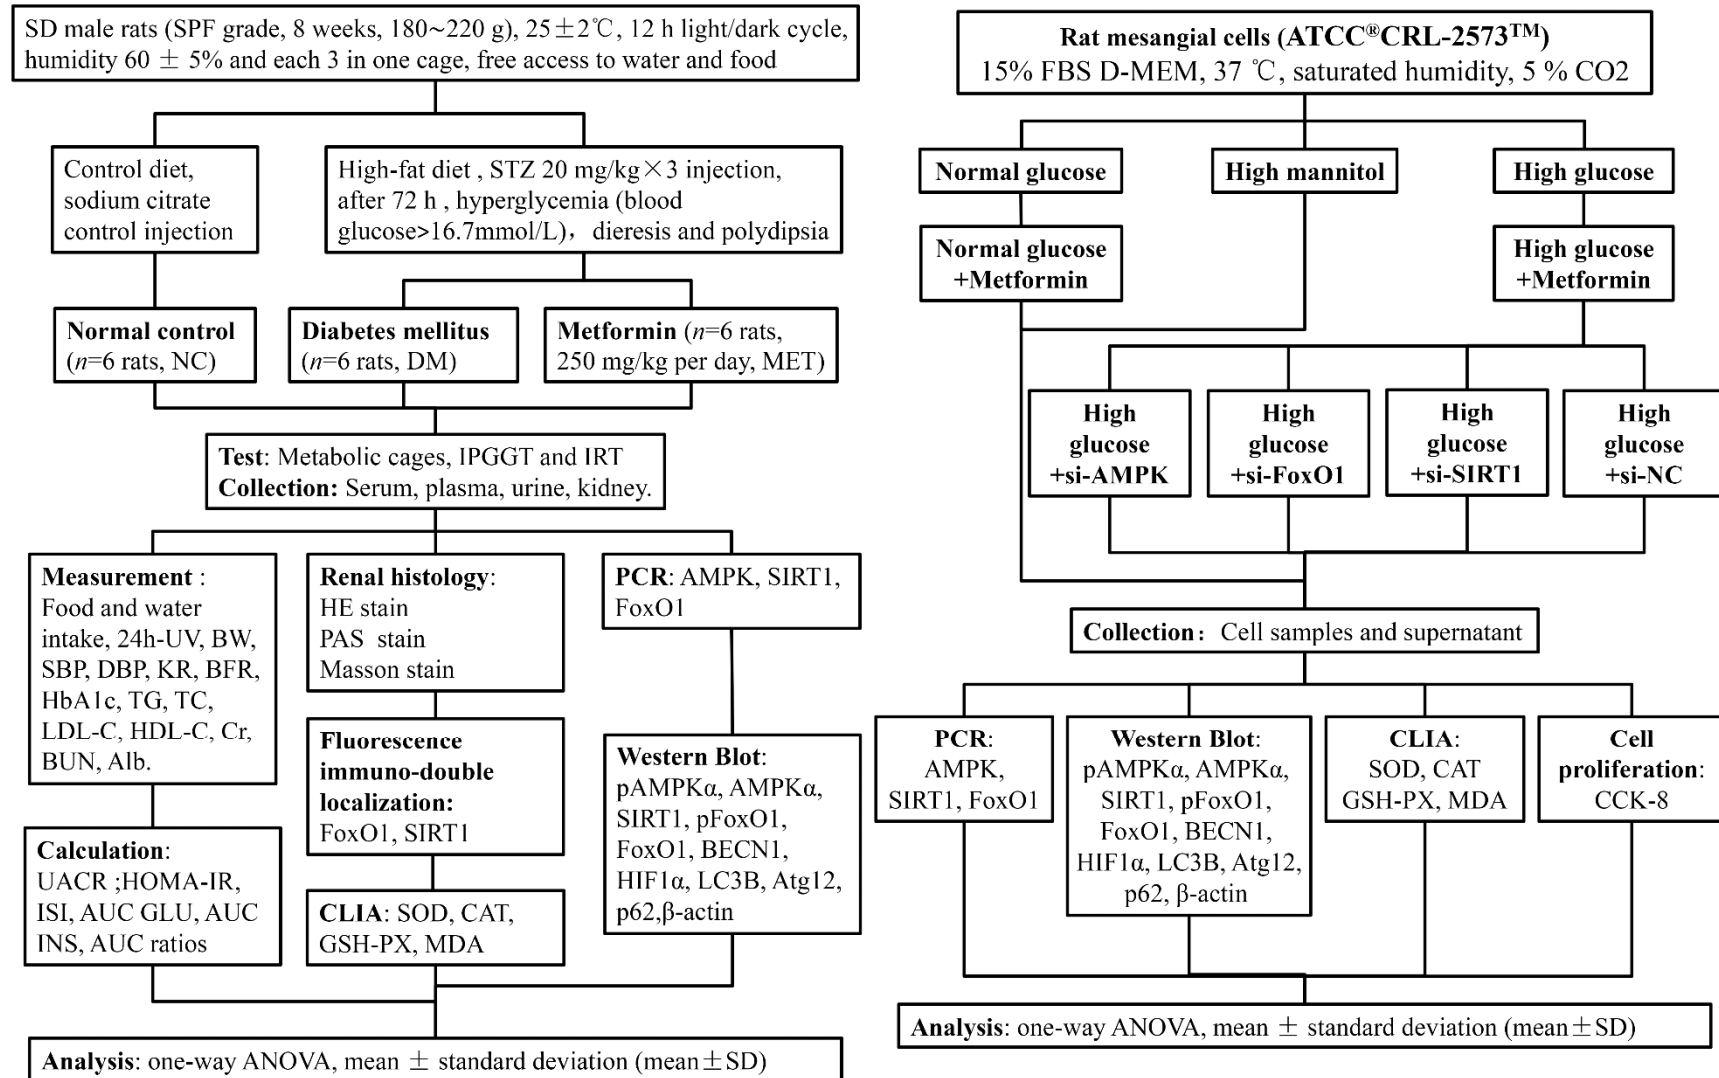 SD male rats (SPF grade, 8 weeks, 180~220 g), 25±2℃, 12 h light/dark cycle,
humidity 60 ± 5% and each 3 in one cage, free access to water and food
Control diet,
sodium citrate
control injection
High-fat diet , STZ 20 mg/kg×3 injection,
after 72 h , hyperglycemia (blood
glucose>16.7mmol/L)，dieresis and polydipsia
Normal control
(n=6 rats, NC)
Diabetes mellitus
(n=6 rats, DM)
Metformin (n=6 rats,
250 mg/kg per day, MET)
Test: Metabolic cages, IPGGT and IRT
Collection: Serum, plasma, urine, kidney.
Measurement :
Food and water
intake, 24h-UV, BW,
SBP, DBP, KR, BFR,
HbA1c, TG, TC,
LDL-C, HDL-C, Cr,
BUN, Alb.
Calculation:
UACR ;HOMA-IR,
ISI, AUC GLU, AUC
INS, AUC ratios
Renal histology:
HE stain
PAS stain
Masson stain
Fluorescence
immuno-double
localization:
FoxO1, SIRT1
CLIA: SOD, CAT,
GSH-PX, MDA
PCR: AMPK, SIRT1,
FoxO1
Western Blot:
pAMPKα, AMPKα,
SIRT1, pFoxO1,
FoxO1, BECN1,
HIF1α, LC3B, Atg12,
p62,β-actin
Analysis: one-way ANOVA, mean ± standard deviation (mean±SD)
Rat mesangial cells (ATCC®CRL-2573™)
15% FBS D-MEM, 37 ℃, saturated humidity, 5 % CO2
Normal glucose
High mannitol
High glucose
Normal glucose
+Metformin
High glucose
+Metformin
High
glucose
+si-AMPK
High
glucose
+si-FoxO1
High
glucose
+si-SIRT1
High
glucose
+si-NC
Collection：Cell samples and supernatant
PCR:
AMPK,
SIRT1, FoxO1
Western Blot:
pAMPKα, AMPKα,
SIRT1, pFoxO1,
FoxO1, BECN1,
HIF1α, LC3B, Atg12,
p62, β-actin
CLIA:
SOD, CAT
GSH-PX, MDA
Cell
proliferation:
CCK-8
Analysis: one-way ANOVA, mean ± standard deviation (mean±SD)